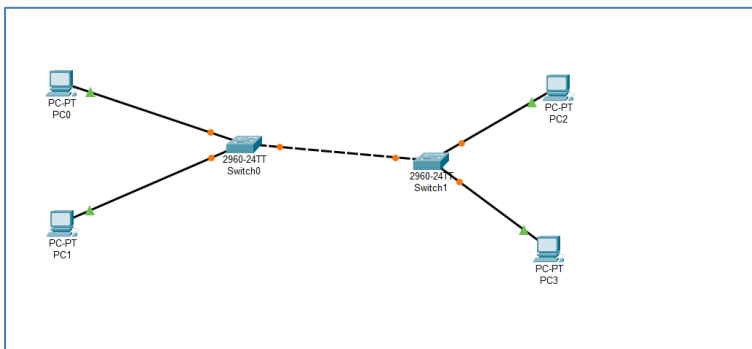 PC-PT
PC0
2960-24TT
Switch0
PC-PT
PC1
PC-PT
PC2
2960-24TT
Switch1
PC-PT
PC3